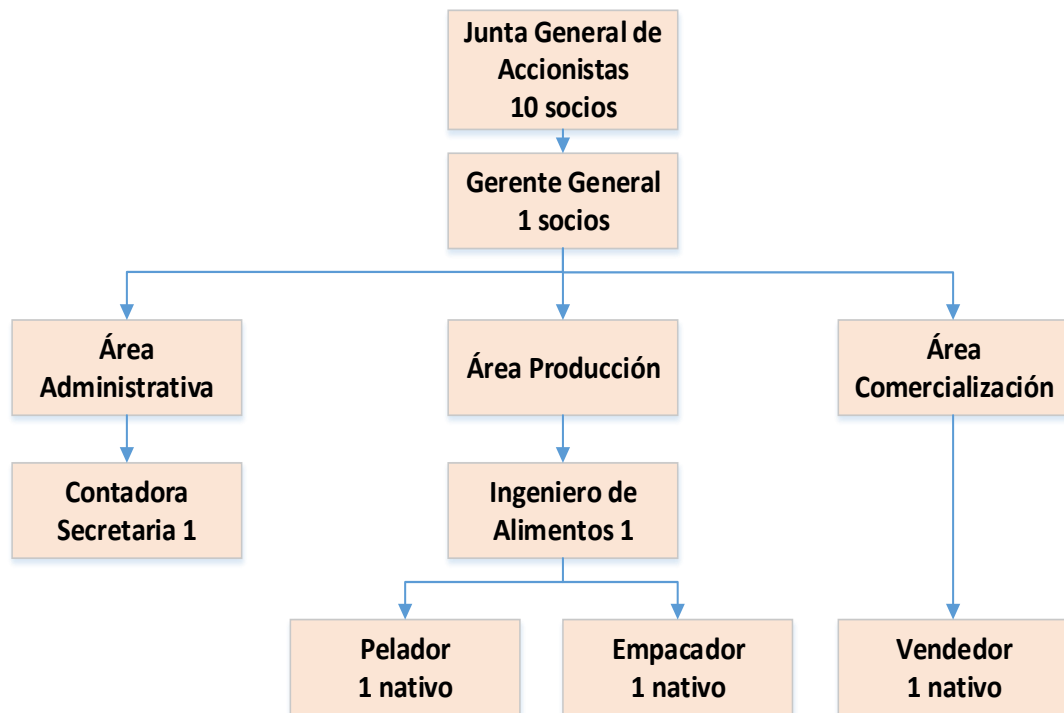 Junta General de
Accionistas
10 socios
Gerente General
1 socios
Área
Administrativa
Área Producción
Área
Comercialización
Contadora
Secretaria 1
Ingeniero de
Alimentos 1
Pelador
1 nativo
Empacador
1 nativo
Vendedor
1 nativo